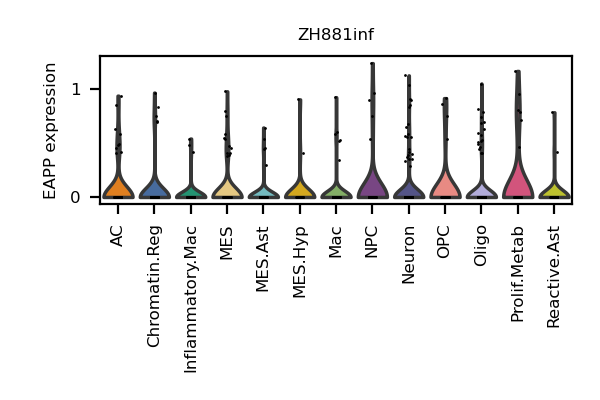 ZH881inf
EAPP expression
1
0
AC
Chromatin.Reg
Inflammatory.Mac
MES
MES.Ast
MES.Hyp
Mac
NPC
Neuron
OPC
Oligo
Prolif.Metab
Reactive.Ast